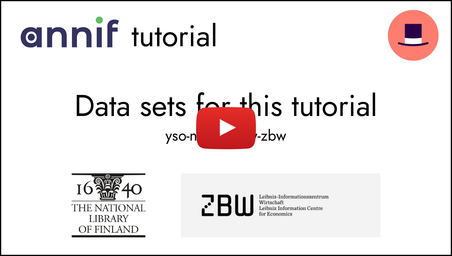 annif tutorial
Data sets for this tutorial
zbw
1640
THE NATIONAL
LIBRARY
OF FINLAND
ZBW
Leibniz-Informationszentrum
Wirtschaft
Leibniz Information Centre
for Economics